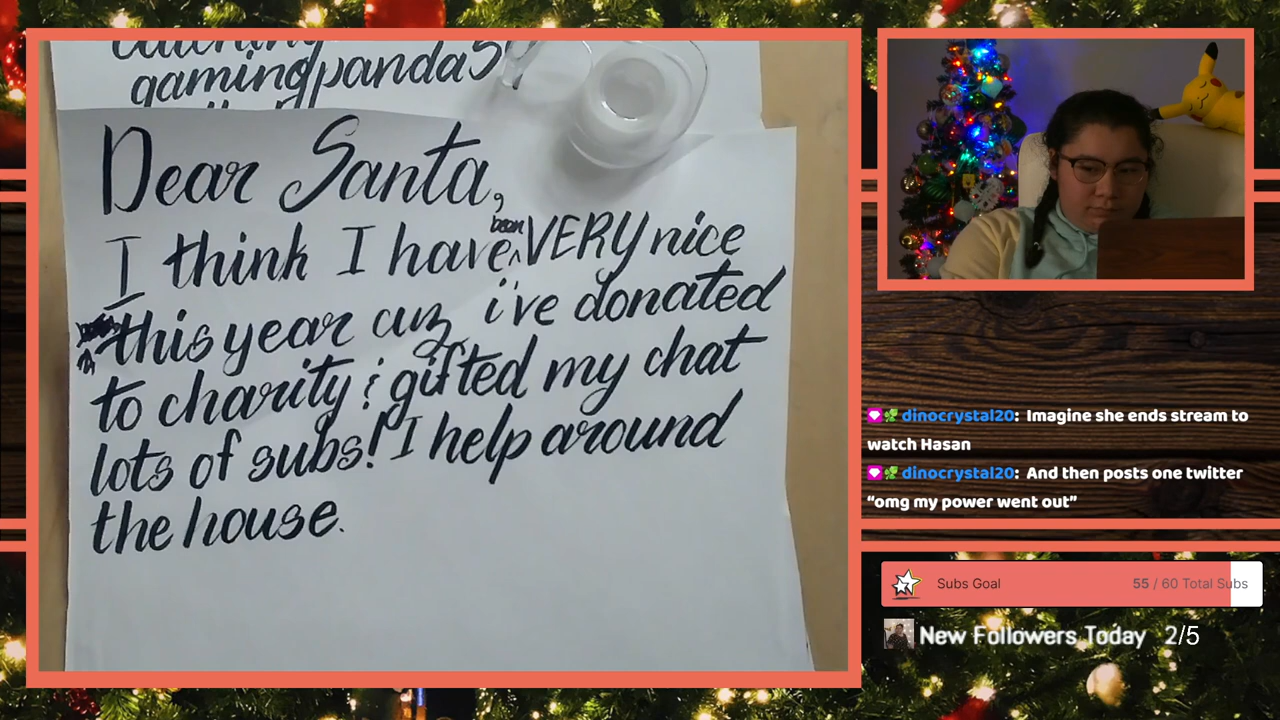 catching
gamingpanda5
Dear Santa,
I think I have been VERY nice
this year cuz i've donated
to charity & gifted my chat
lots of subs! I help around
the house.
dinocrystal20: Imagine she ends stream to
watch Hasan
dinocrystal20: And then posts one twitter
“omg my power went out”
Subs Goal 55 / 60 Total Subs
New Followers Today 2/5